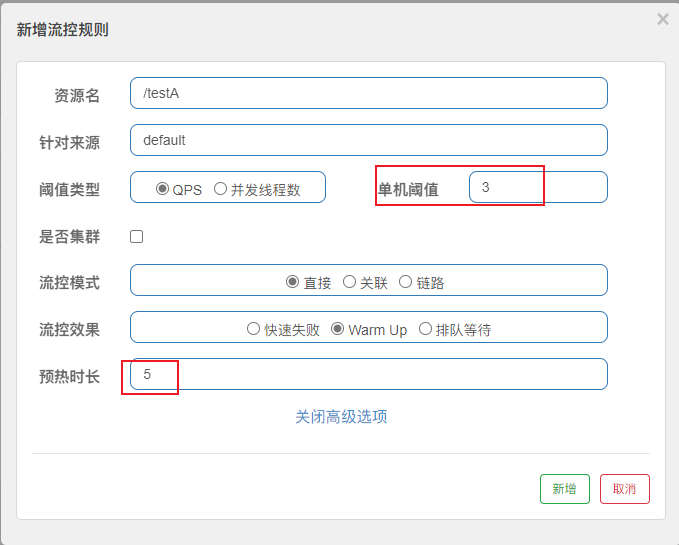 新增流控规则
×
资源名 /testA
针对来源 default
阈值类型 QPS 并发线程数 单机阈值 3
是否集群
流控模式 直接 关联 链路
流控效果 快速失败 Warm Up 排队等待
预热时长 5
关闭高级选项
新增 取消